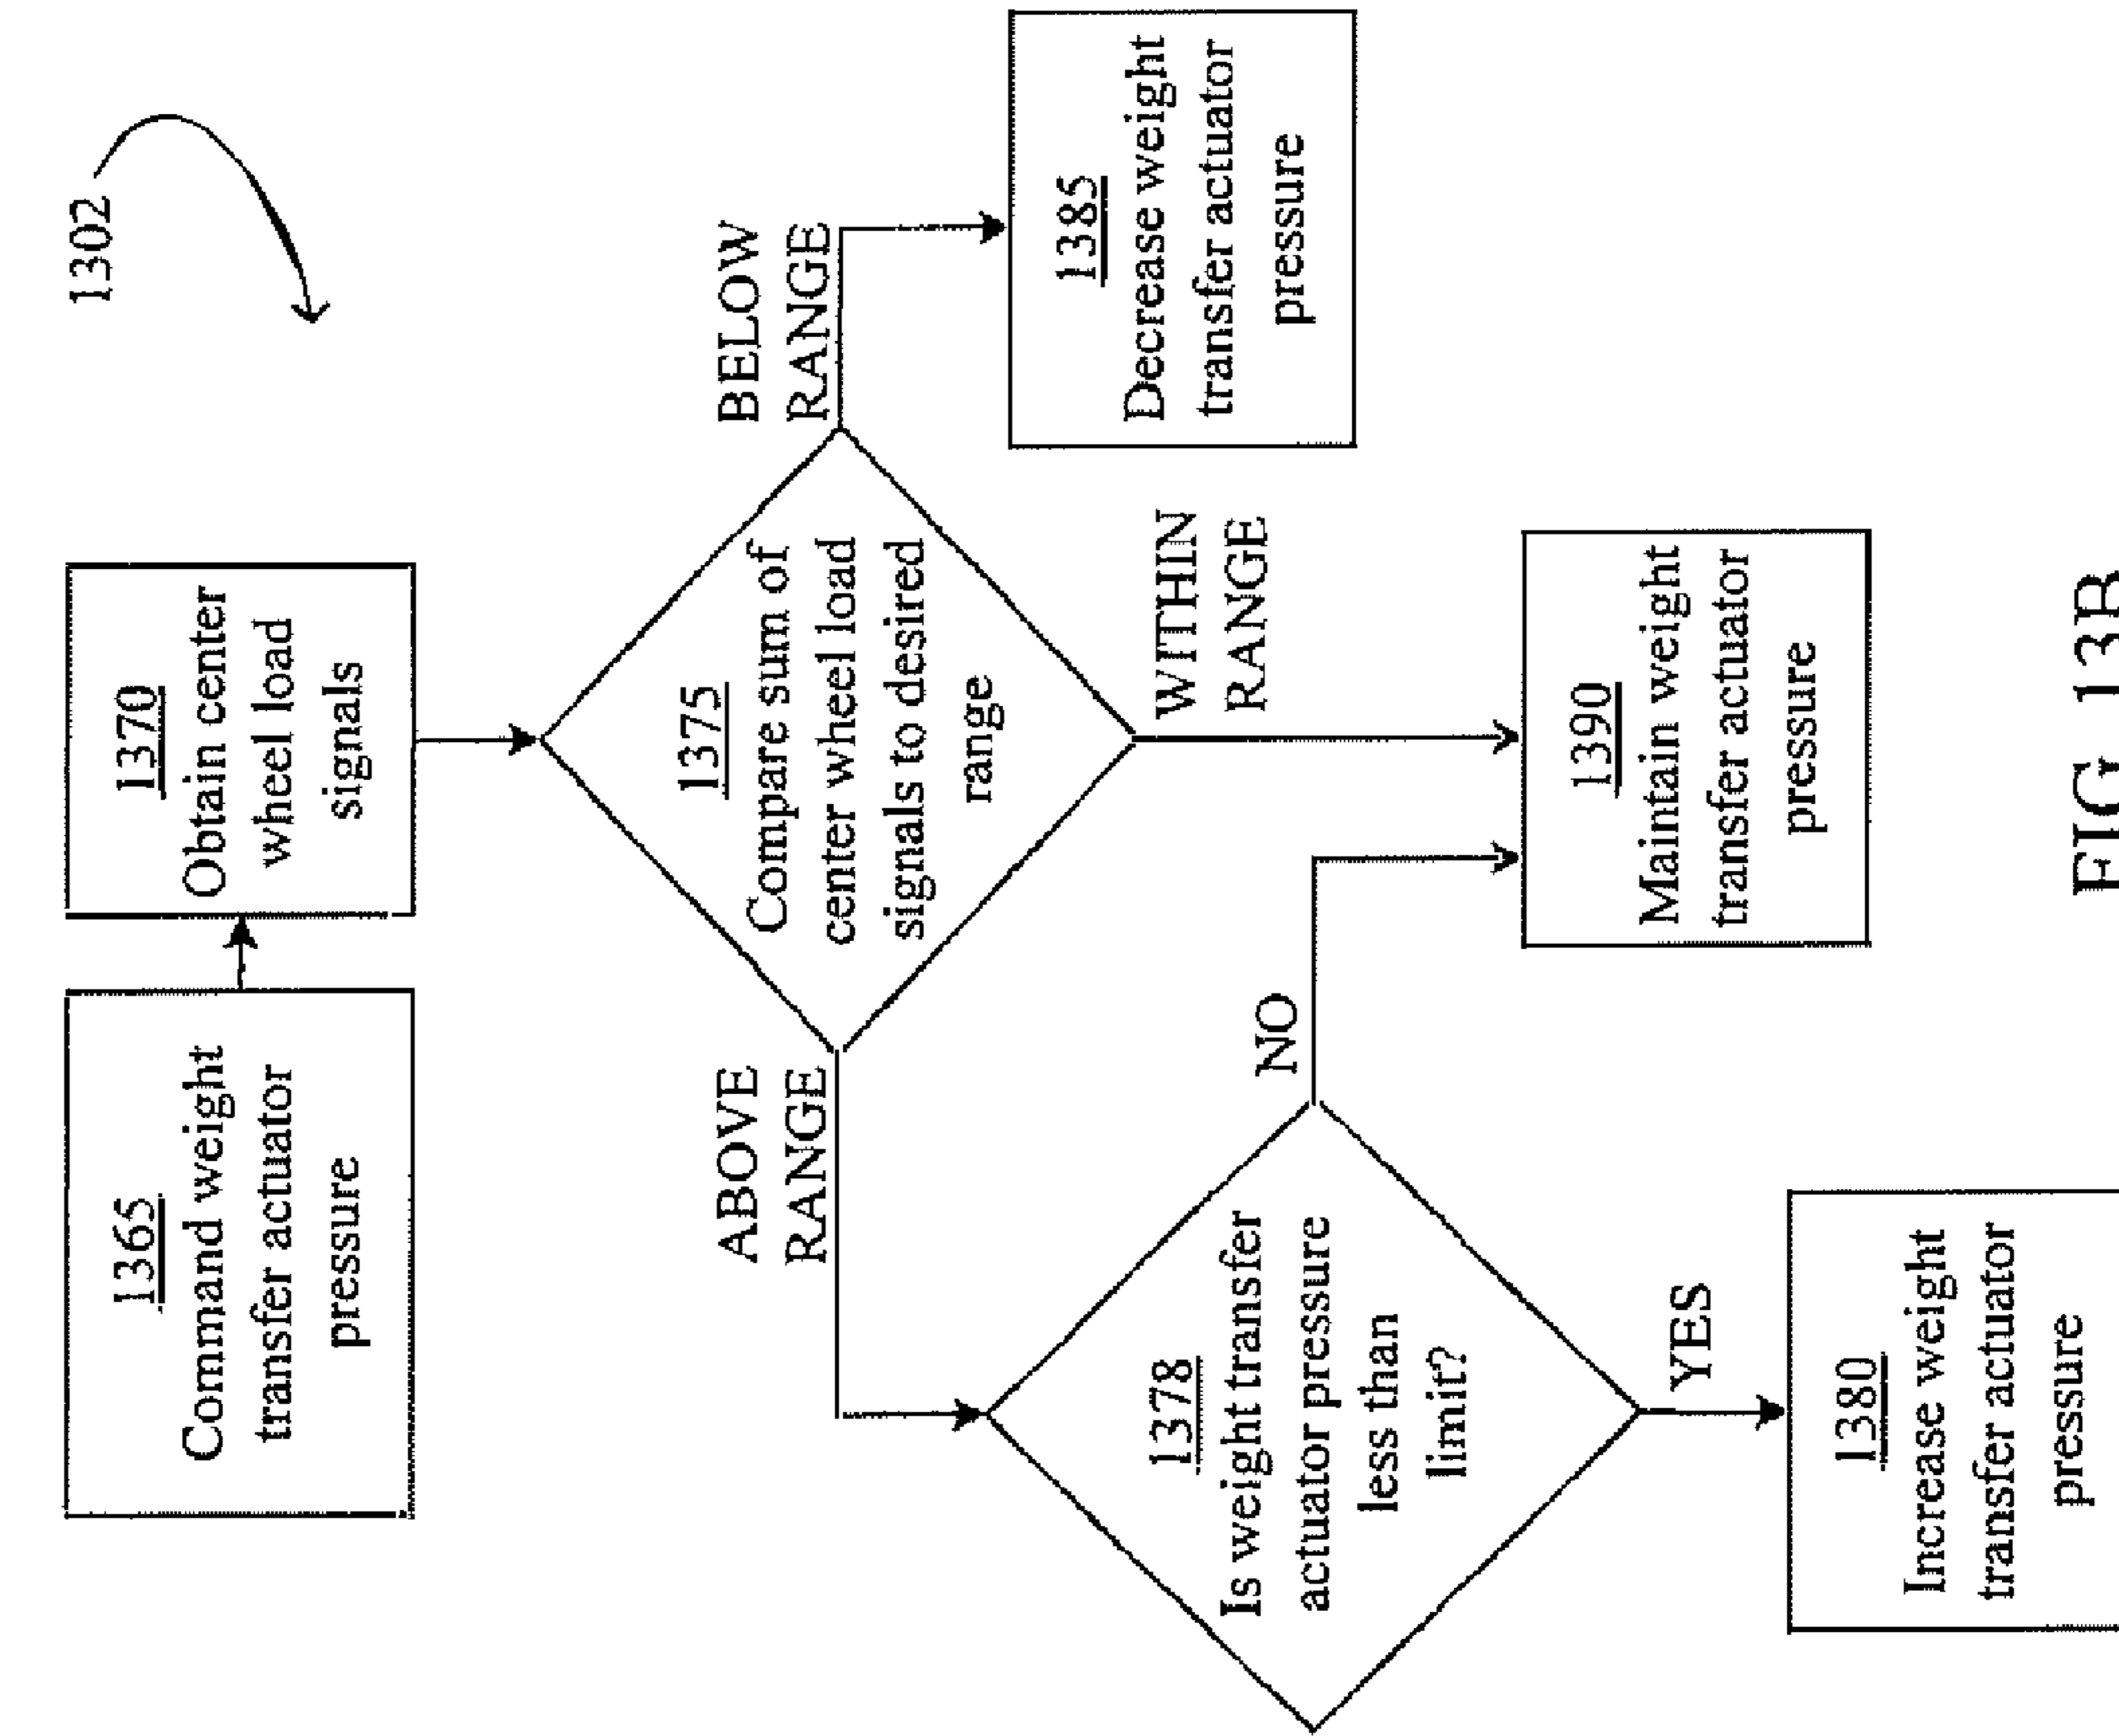 1302
1365
Command weight
transfer actuator
pressure
1370
Obtain center
wheel load
signals
1375
Compare sum of
center wheel load
signals to desired
range
ABOVE
RANGE
BELOW
RANGE
WITHIN
RANGE
1385
Decrease weight
transfer actuator
pressure
1378
Is weight transfer
actuator pressure
less than
limit?
NO
YES
1390
Maintain weight
transfer actuator
pressure
1380
Increase weight
transfer actuator
pressure
FIG 13B